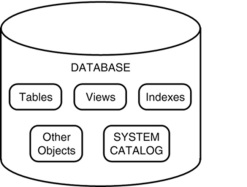 DATABASE
Tables
Views
Indexes
Other
Objects
SYSTEM
CATALOG